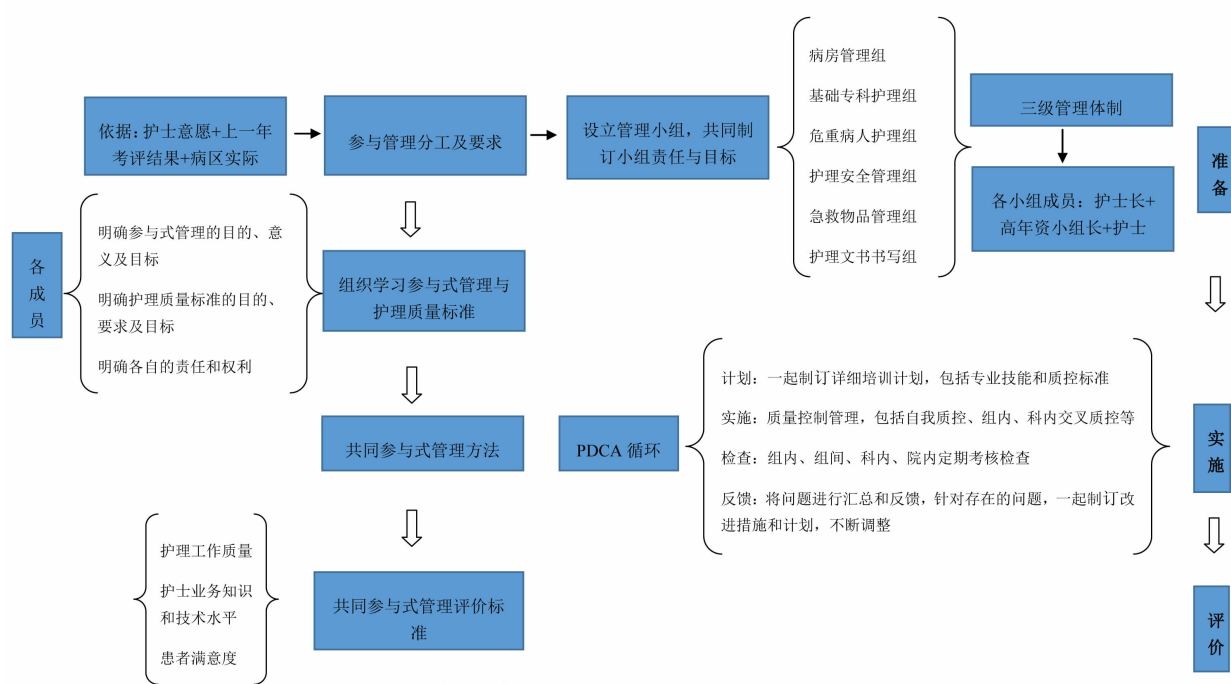 依据：护士意愿+上一年
考评结果+病区实际
参与管理分工及要求
设立管理小组，共同制
订小组责任与目标
病房管理组
基础专科护理组
危重病人护理组
护理安全管理组
急救物品管理组
护理文书书写组
三级管理体制
各小组成员：护士长+
高年资小组长+护士
准
备
各
成
员
明确参与式管理的目的、意
义及目标
明确护理质量标准的目的、
要求及目标
明确各自的责任和权利
组织学习参与式管理与
护理质量标准
共同参与式管理方法
PDCA 循环
计划：一起制订详细培训计划，包括专业技能和质控标准
实施：质量控制管理，包括自我质控、组内、科内交叉质控等
检查：组内、组间、科内、院内定期考核检查
反馈：将问题进行汇总和反馈，针对存在的问题，一起制订改
进措施和计划，不断调整
实
施
护理工作质量
护士业务知识
和技术水平
患者满意度
共同参与式管理评价标
准
评
价